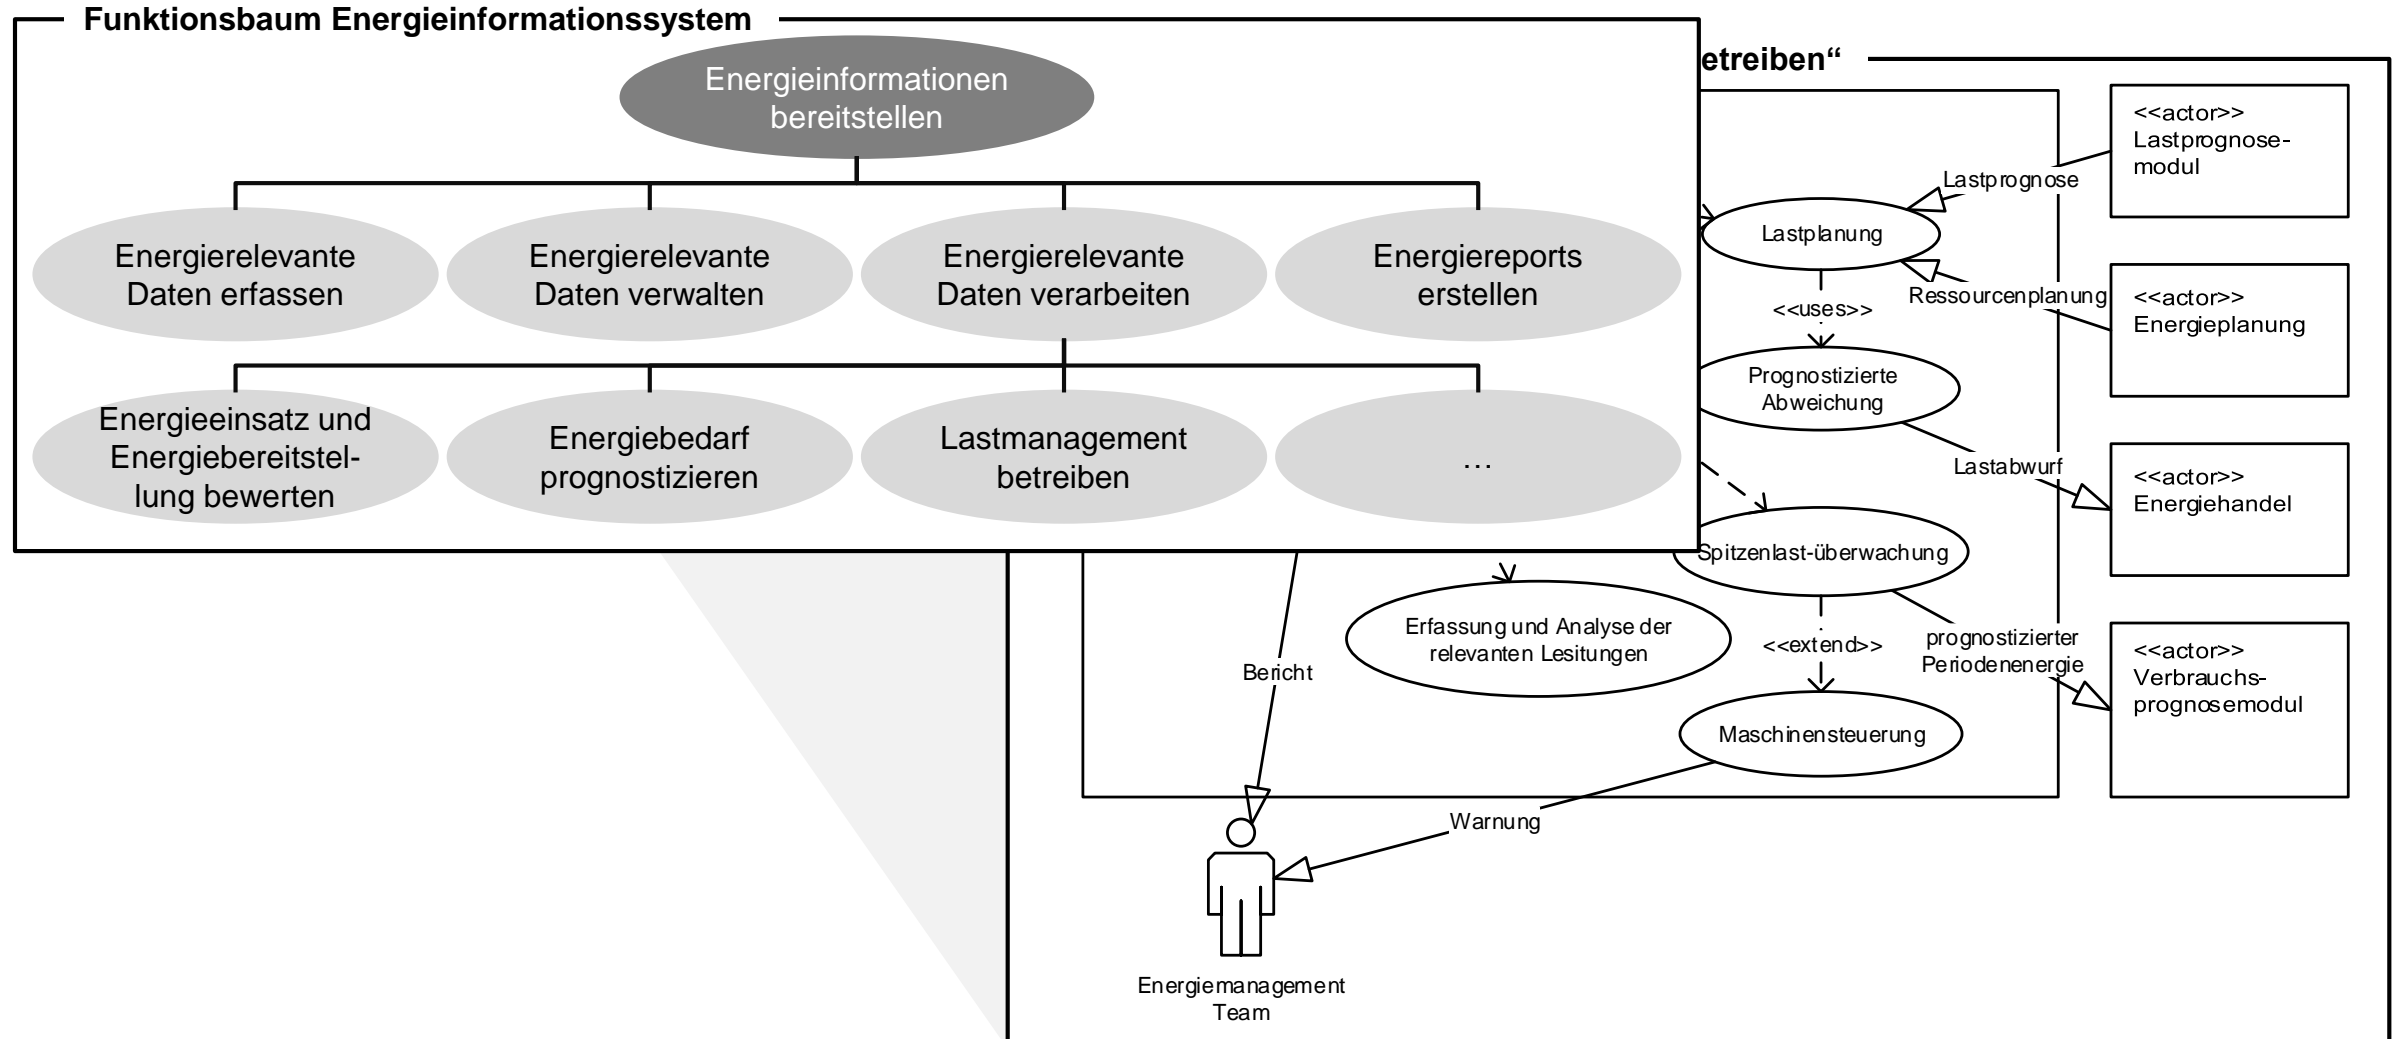 Funktionsbaum Energieinformationssystem
Energieinformationen
bereitstellen
Energierelevante
Daten erfassen
Energierelevante
Daten verwalten
Energierelevante
Daten verarbeiten
Energiereports
erstellen
Energieeinsatz und
Energiebereitstel-
lung bewerten
Energiebedarf
prognostizieren
Lastmanagement
betreiben
…
etreiben“
<<actor>>
Lastprognose-
modul
Lastprognose
Lastplanung
Ressourcenplanung
<<actor>>
Energieplanung
<<uses>>
Prognostizierte
Abweichung
Lastabwurf
<<actor>>
Energiehandel
Spitzenlast-überwachung
Erfassung und Analyse der
relevanten Lesitungen
<<extend>>
prognostizierter
Periodenenergie
<<actor>>
Verbrauchs-
prognosemodul
Bericht
Maschinensteuerung
Warnung
Energiemanagement
Team